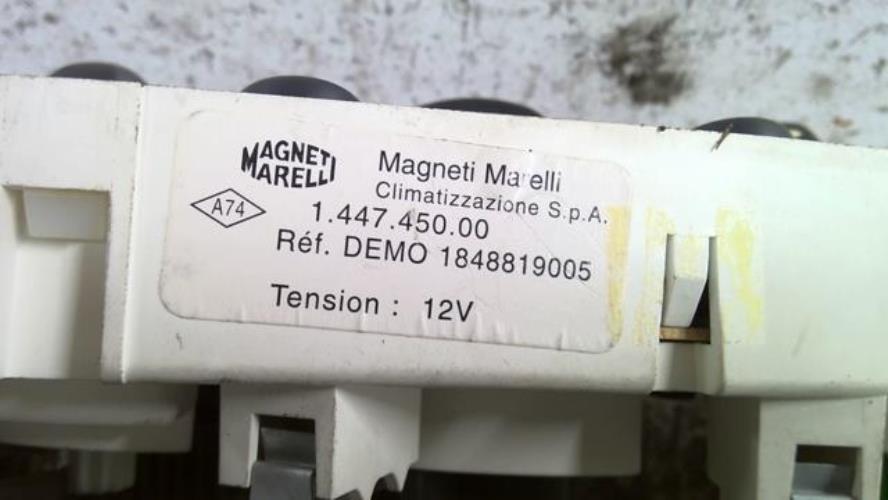 MAGNETI
MARELLI
Magneti Marelli
Climatizzazione S.p.A.
A74
1.447.450.00
Réf. DEMO 1848819005
Tension : 12V